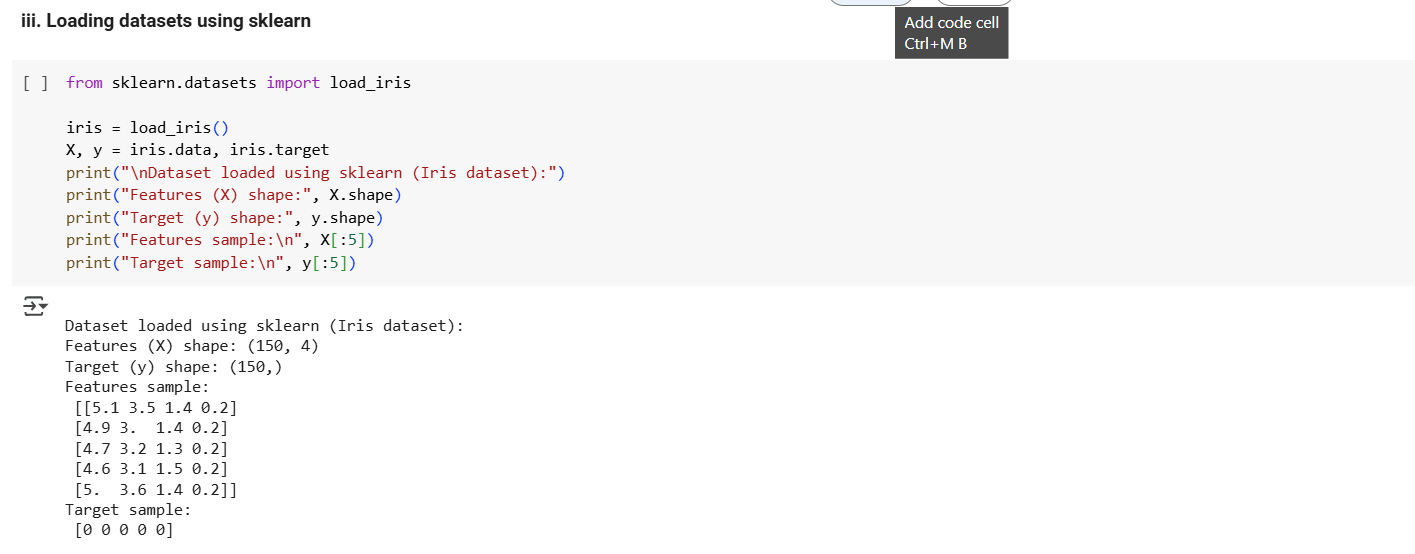 iii. Loading datasets using sklearn
Add code cell
Ctrl+M B
[ ] from sklearn.datasets import load_iris
iris = load_iris()
X, y = iris.data, iris.target
print("\nDataset loaded using sklearn (Iris dataset):")
print("Features (X) shape:", X.shape)
print("Target (y) shape:", y.shape)
print("Features sample:\n", X[:5])
print("Target sample:\n", y[:5])
Dataset loaded using sklearn (Iris dataset):
Features (X) shape: (150, 4)
Target (y) shape: (150,)
Features sample:
[[5.1 3.5 1.4 0.2]
[4.9 3.  1.4 0.2]
[4.7 3.2 1.3 0.2]
[4.6 3.1 1.5 0.2]
[5.  3.6 1.4 0.2]]
Target sample:
[0 0 0 0 0]